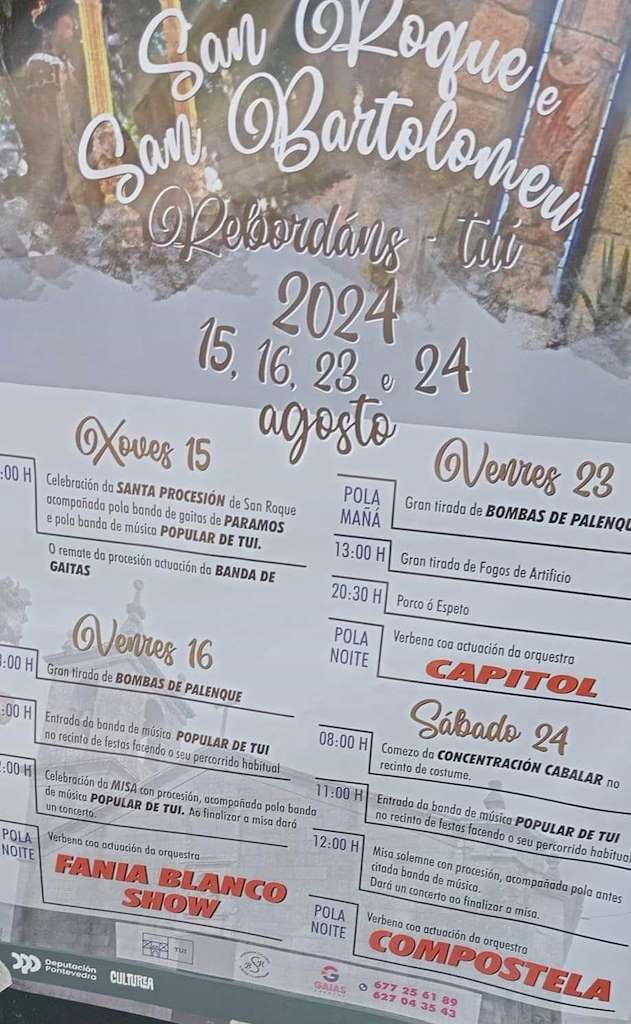 San Roque e
San Bartolomeu
Rebordáns - tui
2024
15, 16, 23 e 24
agosto
Xoves 15
:00 H
Celebración da SANTA PROCESIÓN de San Roque
acompañada pola banda de gaitas de PARAMOS
e pola banda de música POPULAR DE TUI.
O remate da procesión actuación da BANDA DE
GAITAS
Venres 16
:00 H
Gran tirada de BOMBAS DE PALENQUE
:00 H
Entrada da banda de música POPULAR DE TUI
no recinto de festas facendo o seu percorrido habitual
:00 H
Celebración da MISA con procesión, acompañada pola banda
de música POPULAR DE TUI. Ao finalizar a misa dará
un concerto.
POLA
NOITE
Verbena coa actuación da orquestra
FANIA BLANCO
SHOW
Venres 23
POLA
MAÑÁ
Gran tirada de BOMBAS DE PALENQU
13:00 H
Gran tirada de Fogos de Artificio
20:30 H
Porco ó Espeto
POLA
NOITE
Verbena coa actuación da orquestra
CAPITOL
Sábado 24
08:00 H
Comezo da CONCENTRACIÓN CABALAR no
recinto de costume.
11:00 H
Entrada da banda de música POPULAR DE TUI
no recinto de festas facendo o seu percorrido habitual
12:00 H
Misa solemne con procesión, acompañada pola antes
citada banda de música.
Dará un concerto ao finalizar a misa.
POLA
NOITE
Verbena coa actuación da orquestra
COMPOSTELA
Deputación
Pontevedra
CULTUREA
TUI
GAIAS
677 25 61 89
627 04 35 43